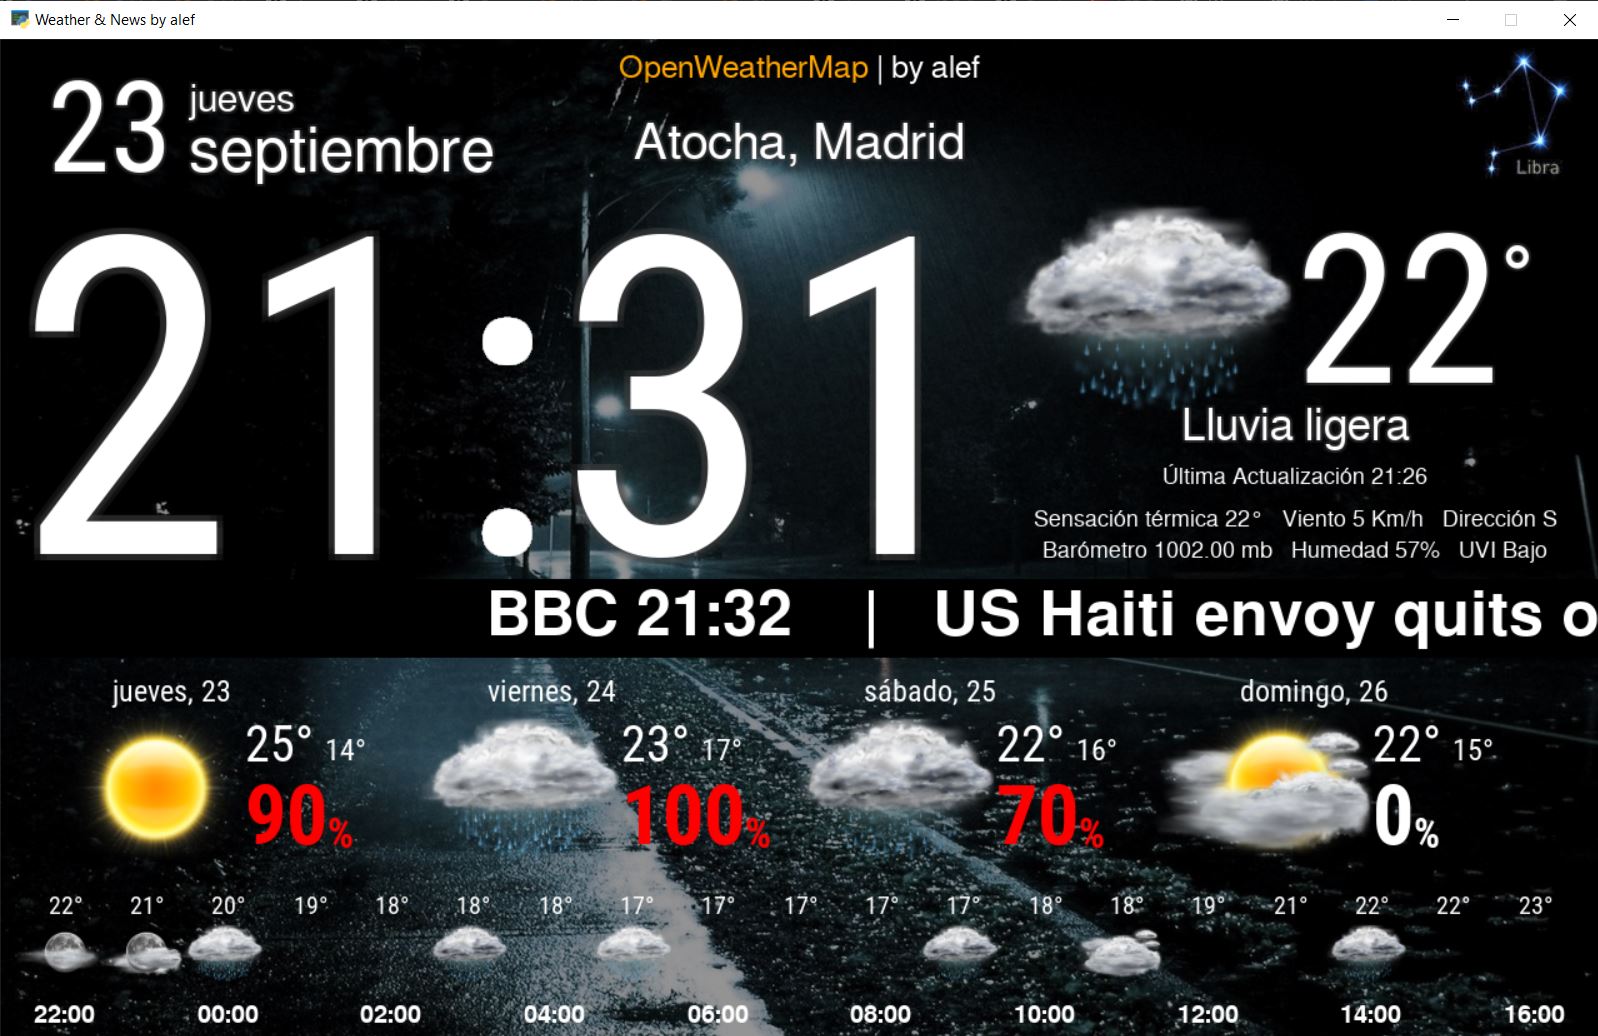 Weather & News by alef
OpenWeatherMap | by alef
23 jueves
septiembre
Atocha, Madrid
Libra
21:31
22°
Lluvia ligera
Última Actualización 21:26
Sensación térmica 22° Viento 5 Km/h Dirección S
Barómetro 1002.00 mb Humedad 57% UVI Bajo
BBC 21:32 | US Haiti envoy quits o
jueves, 23 viernes, 24 sábado, 25 domingo, 26
25° 14° 23° 17° 22° 16° 22° 15°
90% 100% 70% 0%
22° 21° 20° 19° 18° 18° 18° 17° 17° 17° 17° 17° 18° 18° 19° 21° 22° 22° 23°
22:00 00:00 02:00 04:00 06:00 08:00 10:00 12:00 14:00 16:00